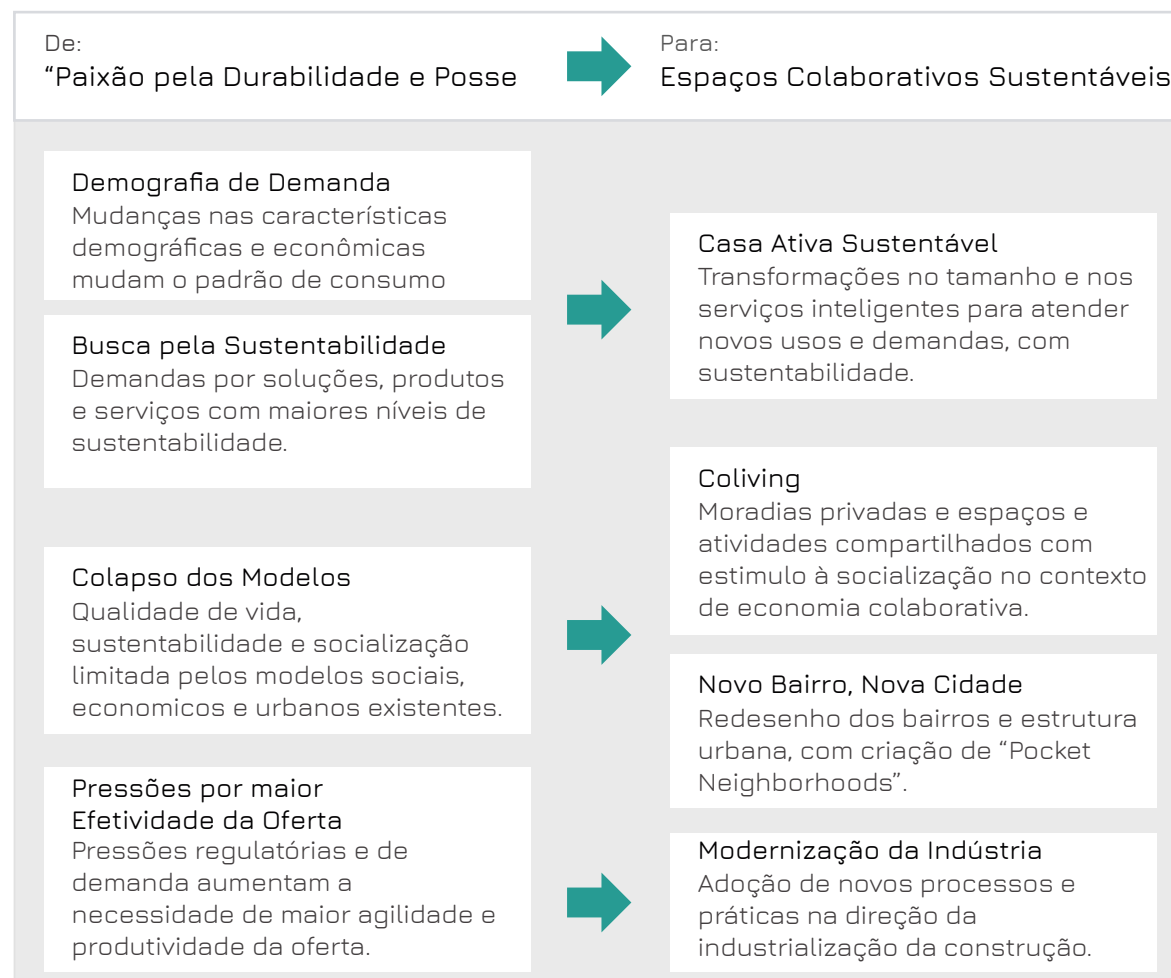 De:
“Paixão pela Durabilidade e Posse
Para:
Espaços Colaborativos Sustentáveis
Demografia de Demanda
Mudanças nas características
demográficas e econômicas
mudam o padrão de consumo
Busca pela Sustentabilidade
Demandas por soluções, produtos
e serviços com maiores níveis de
sustentabilidade.
Casa Ativa Sustentável
Transformações no tamanho e nos
serviços inteligentes para atender
novos usos e demandas, com
sustentabilidade.
Colapso dos Modelos
Qualidade de vida,
sustentabilidade e socialização
limitada pelos modelos sociais,
economicos e urbanos existentes.
Coliving
Moradias privadas e espaços e
atividades compartilhados com
estimulo à socialização no contexto
de economia colaborativa.
Novo Bairro, Nova Cidade
Redesenho dos bairros e estrutura
urbana, com criação de “Pocket
Neighborhoods”.
Pressões por maior
Efetividade da Oferta
Pressões regulatórias e de
demanda aumentam a
necessidade de maior agilidade e
produtividade da oferta.
Modernização da Indústria
Adoção de novos processos e
práticas na direção da
industrialização da construção.